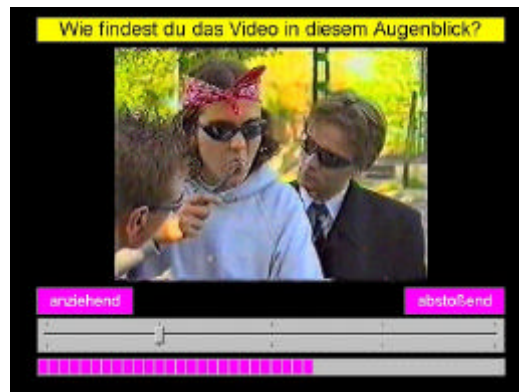 Wie findest du das Video in diesem Augenblick?
anziehend
abstoßend